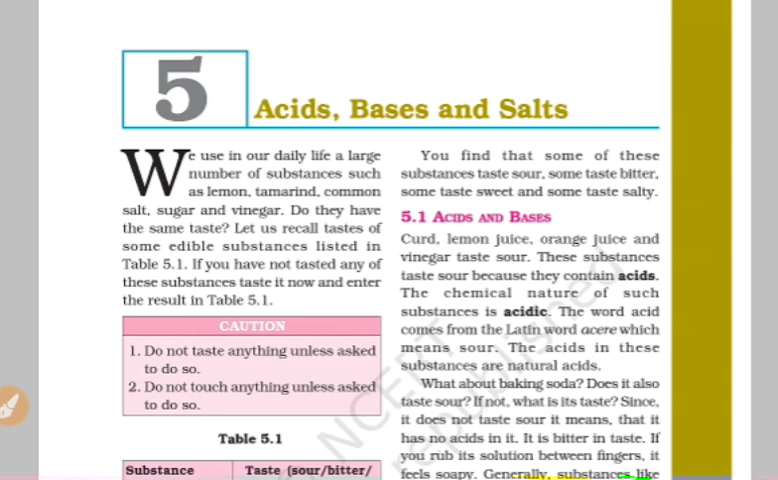 5
Acids, Bases and Salts
We use in our daily life a large
number of substances such
as lemon, tamarind, common
salt, sugar and vinegar. Do they have
the same taste? Let us recall tastes of
some edible substances listed in
Table 5.1. If you have not tasted any of
these substances taste it now and enter
the result in Table 5.1.
CAUTION
1. Do not taste anything unless asked
to do so.
2. Do not touch anything unless asked
to do so.
Table 5.1
Substance Taste (sour/bitter/
You find that some of these
substances taste sour, some taste bitter,
some taste sweet and some taste salty.
5.1 ACIDS AND BASES
Curd, lemon juice, orange juice and
vinegar taste sour. These substances
taste sour because they contain acids.
The chemical nature of such
substances is acidic. The word acid
comes from the Latin word acere which
means sour. The acids in these
substances are natural acids.
What about baking soda? Does it also
taste sour? If not, what is its taste? Since,
it does not taste sour it means, that it
has no acids in it. It is bitter in taste. If
you rub its solution between fingers, it
feels soapy. Generally, substances like
NCERT
republished